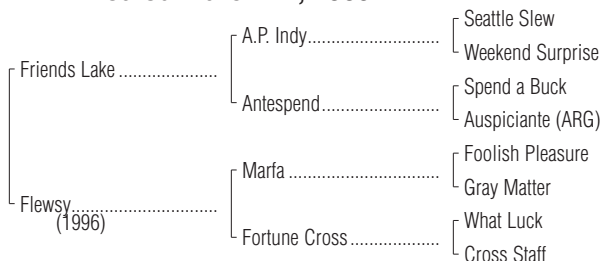 Seattle Slew
A.P. Indy
Weekend Surprise
Friends Lake
Spend a Buck
Antespend
Auspiciante (ARG)
Foolish Pleasure
Marfa
Gray Matter
Flewsy
(1996)
What Luck
Fortune Cross
Cross Staff